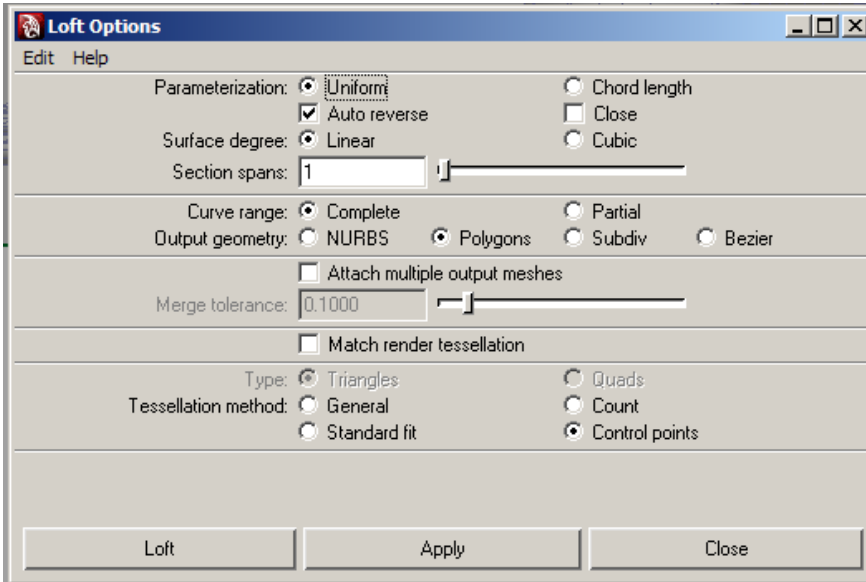 Loft Options
Edit Help
Parameterization: Uniform Chord length
Auto reverse Close
Surface degree: Linear Cubic
Section spans: 1
Curve range: Complete Partial
Output geometry: NURBS Polygons Subdiv Bezier
Attach multiple output meshes
Merge tolerance: 0.1000
Match render tessellation
Type: Triangles Quads
Tessellation method: General Count
Standard fit Control points
Loft Apply Close